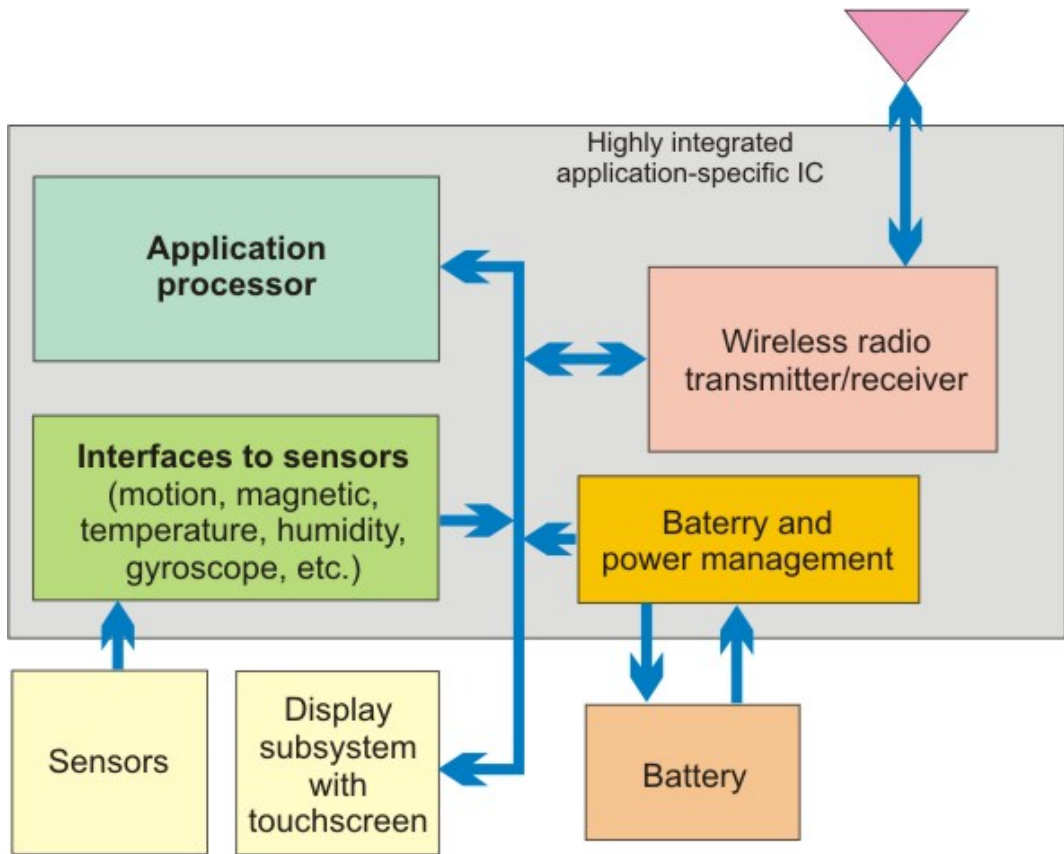 Highly integrated
application-specific IC
Application
processor
Wireless radio
transmitter/receiver
Interfaces to sensors
(motion, magnetic,
temperature, humidity,
gyroscope, etc.)
Baterry and
power management
Sensors
Display
subsystem
with
touchscreen
Battery